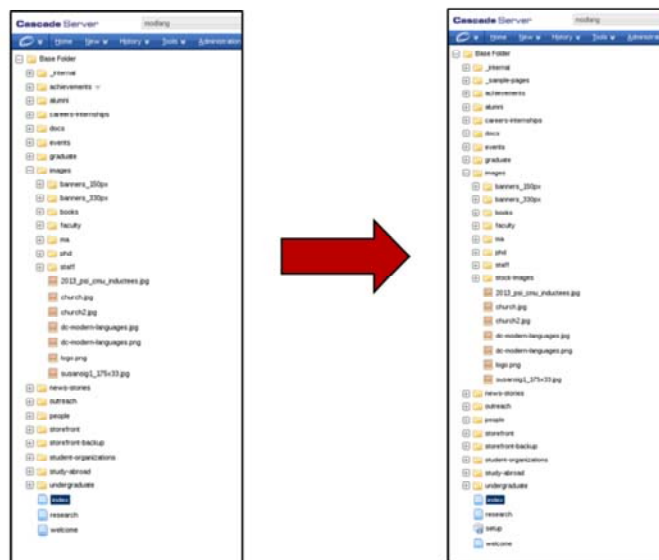 Cascade Server
modlang
Home New History Tools Administration
Base Folder
_internal
achievements
alumni
careers-internships
docs
events
graduate
images
banners_150px
banners_330px
books
faculty
ma
phd
staff
2013_psi_cmu_inductees.jpg
church.jpg
church2.jpg
dc-modern-languages.jpg
dc-modern-languages.png
logo.png
susansig1_175x33.jpg
news-stories
outreach
people
storefront
storefront-backup
student-organizations
study-abroad
undergraduate
index
research
welcome
Cascade Server
modlang
Home New History Tools Administration
Base Folder
_internal
_sample-pages
achievements
alumni
careers-internships
docs
events
graduate
images
banners_150px
banners_330px
books
faculty
ma
phd
staff
stock-images
2013_psi_cmu_inductees.jpg
church.jpg
church2.jpg
dc-modern-languages.jpg
dc-modern-languages.png
logo.png
susansig1_175x33.jpg
news-stories
outreach
people
storefront
storefront-backup
student-organizations
study-abroad
undergraduate
index
research
setup
welcome